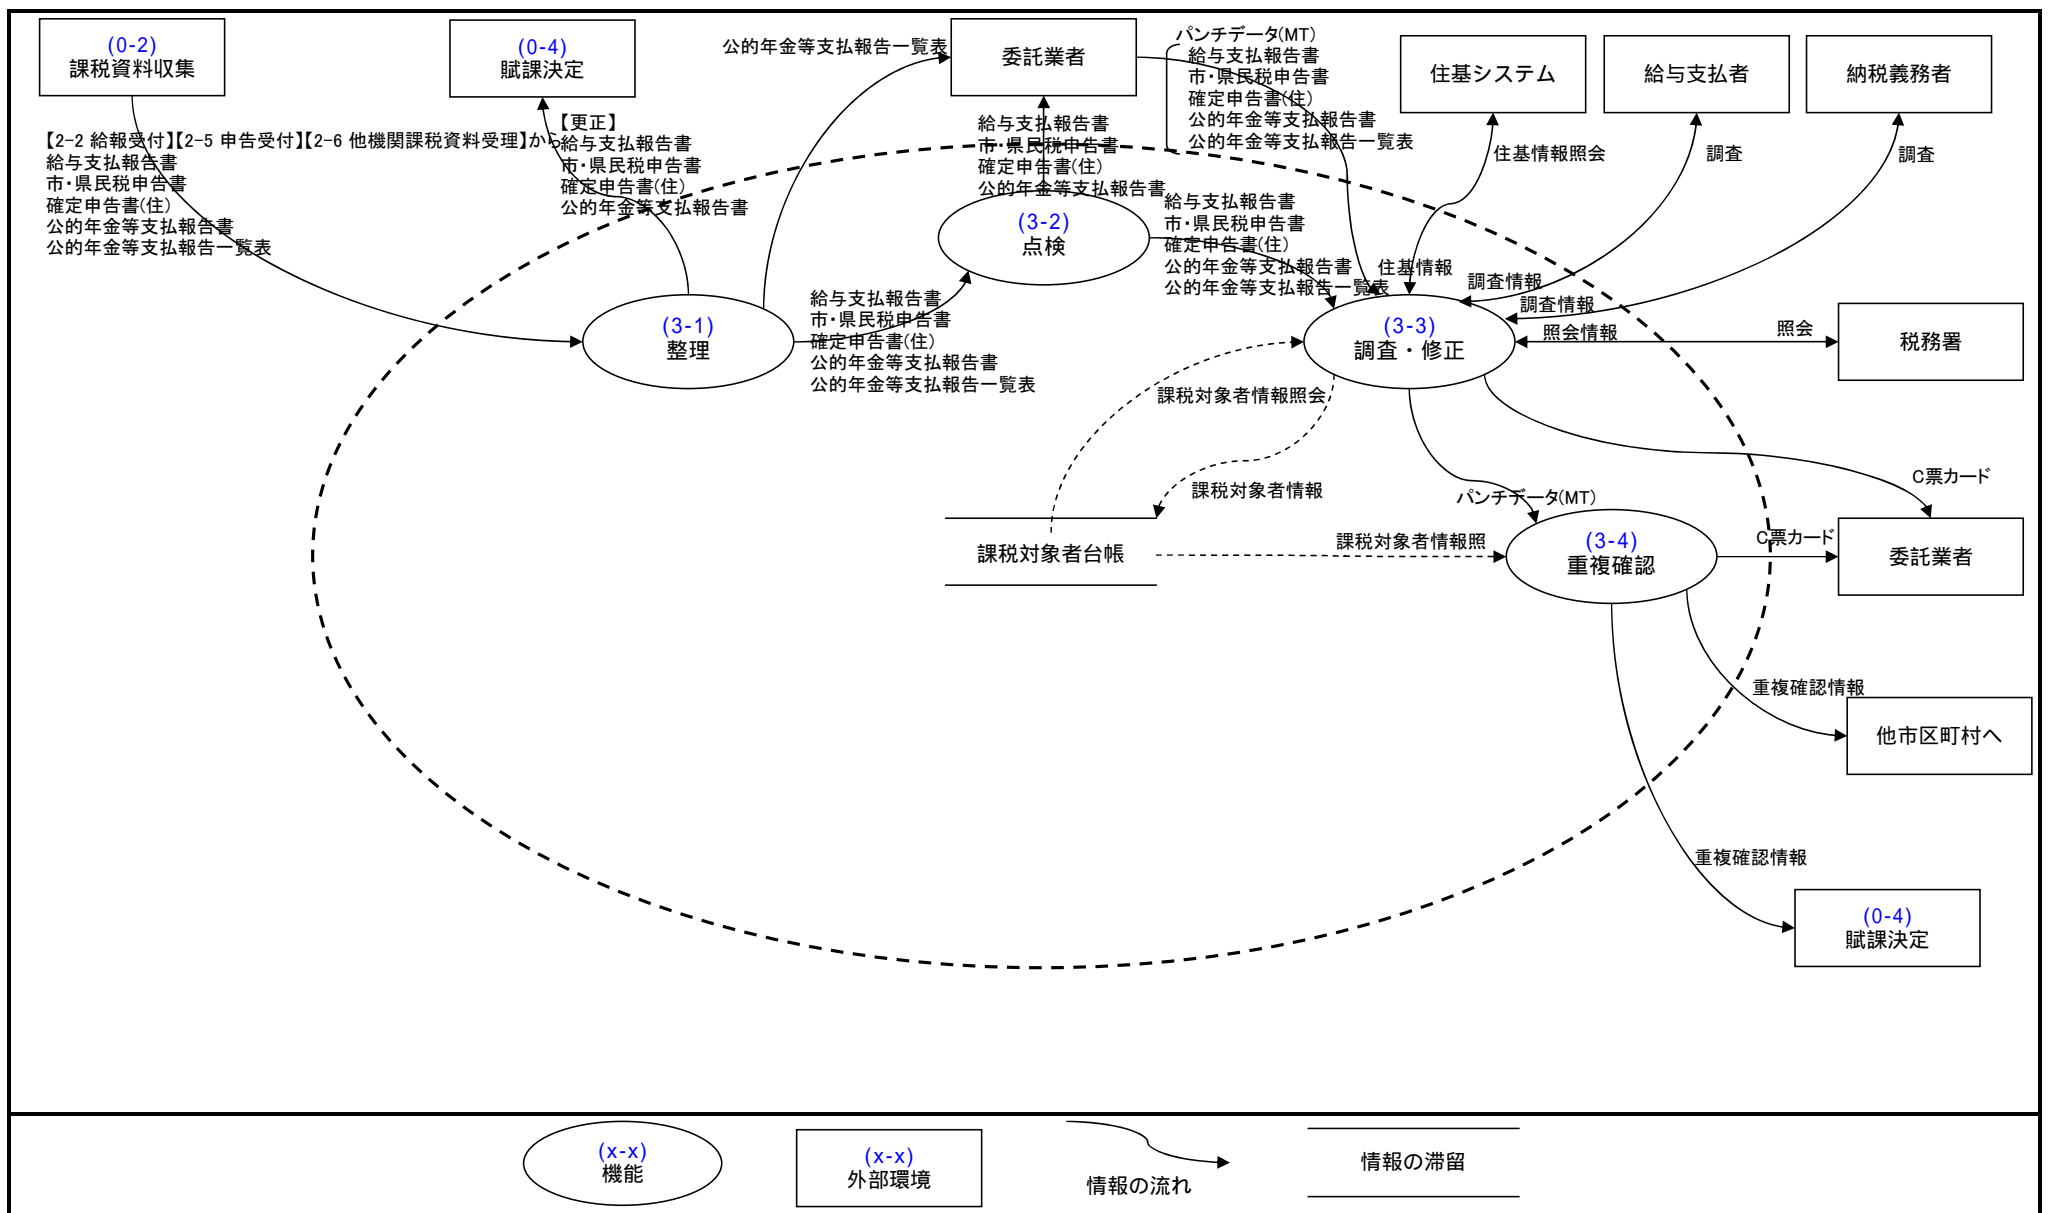 (0-2)
課税資料収集
(0-4)
賦課決定
公的年金等支払報告一覧表
委託業者
パンチデータ(MT)
給与支払報告書
市・県民税申告書
確定申告書(住)
公的年金等支払報告書
公的年金等支払報告一覧表
住基システム
給与支払者
納税義務者
【2-2 給報受付】【2-5 申告受付】【2-6 他機関課税資料受理】から
給与支払報告書
市・県民税申告書
確定申告書(住)
公的年金等支払報告書
公的年金等支払報告一覧表
【更正】
給与支払報告書
市・県民税申告書
確定申告書(住)
公的年金等支払報告書
給与支払報告書
市・県民税申告書
確定申告書(住)
公的年金等支払報告書
住基情報照会
調査
調査
(3-2)
点検
給与支払報告書
市・県民税申告書
確定申告書(住)
公的年金等支払報告書
公的年金等支払報告一覧表
住基情報
調査情報
調査情報
(3-1)
整理
給与支払報告書
市・県民税申告書
確定申告書(住)
公的年金等支払報告書
公的年金等支払報告一覧表
(3-3)
調査・修正
照会情報
照会
税務署
課税対象者情報照会
課税対象者情報
パンチデータ(MT)
C票カード
課税対象者台帳
課税対象者情報照
(3-4)
重複確認
C票カード
委託業者
重複確認情報
他市区町村へ
重複確認情報
(0-4)
賦課決定
(x-x)
機能
(x-x)
外部環境
情報の流れ
情報の滞留